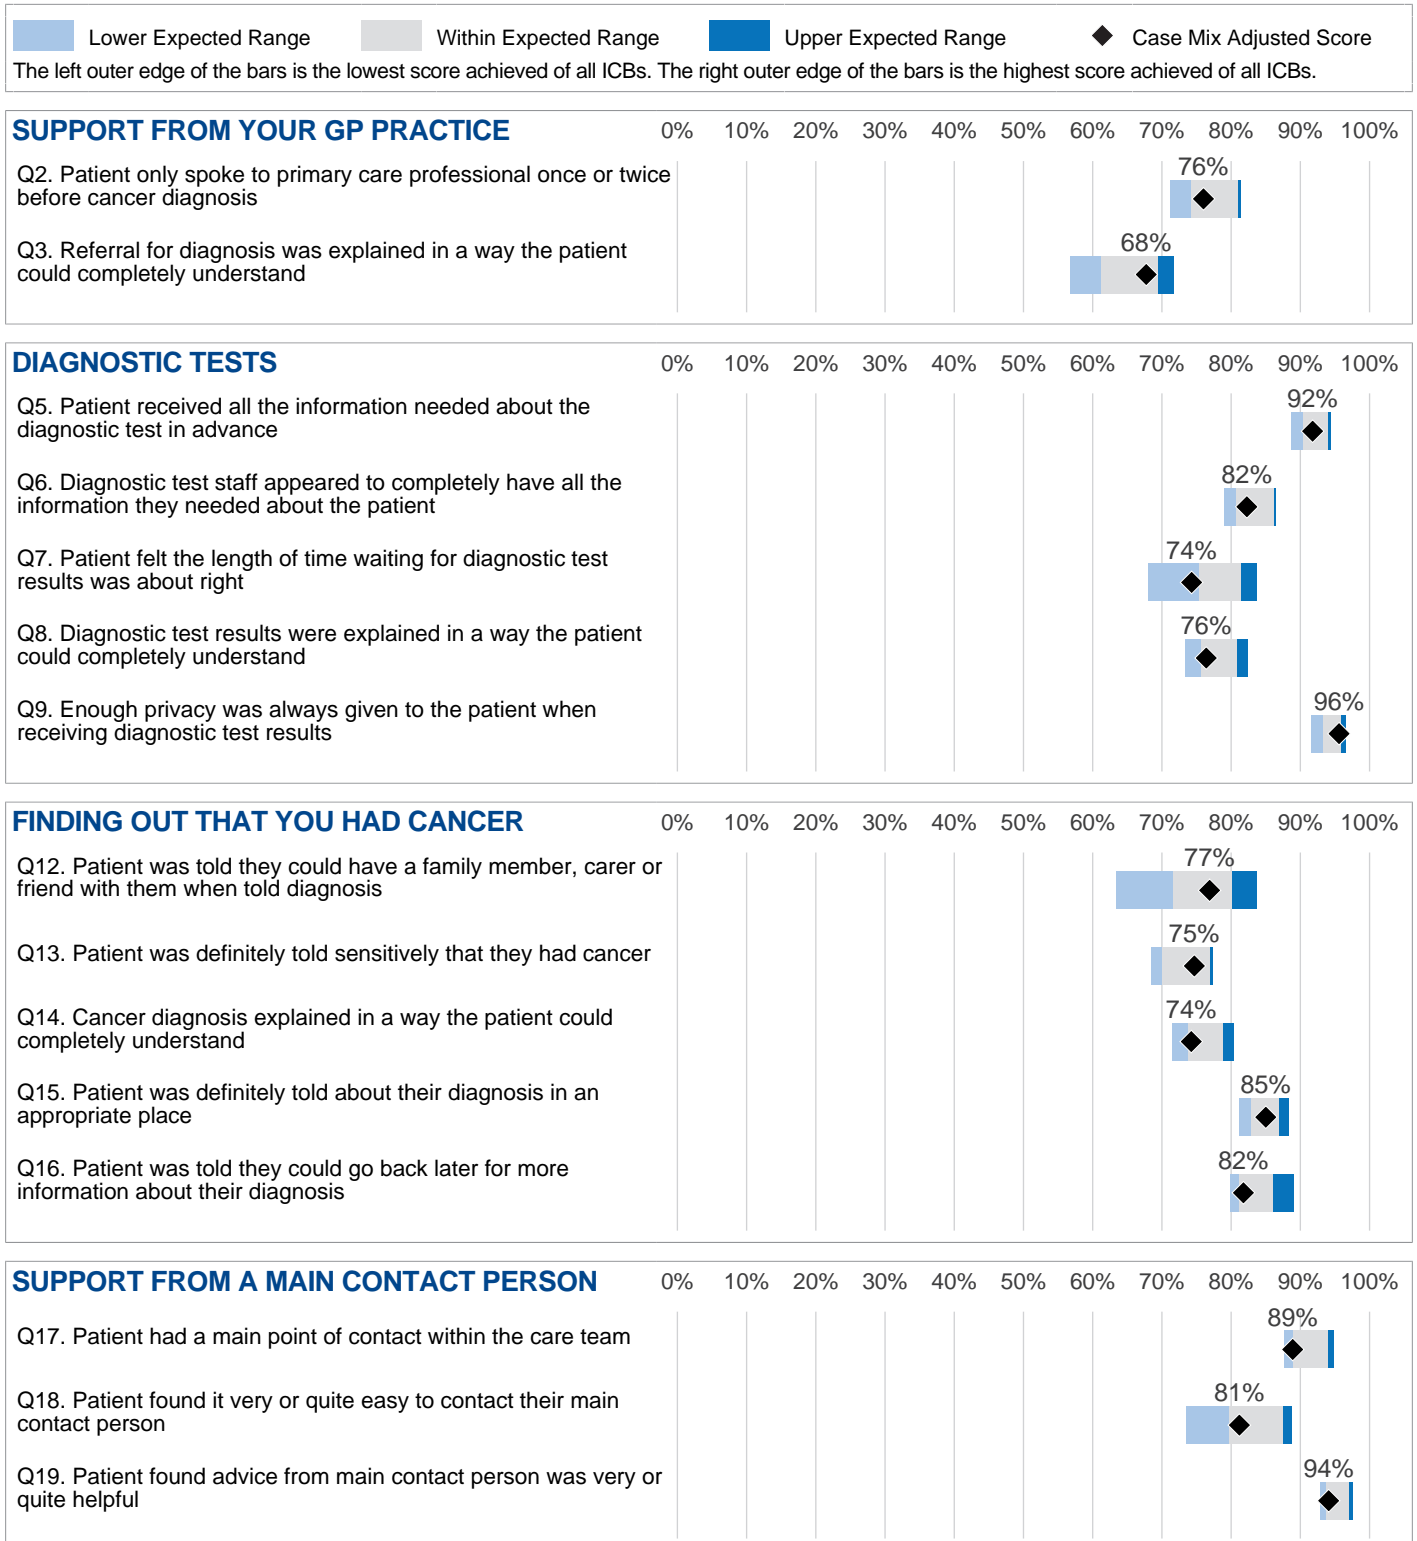 Lower Expected Range Within Expected Range Upper Expected Range Case Mix Adjusted Score
The left outer edge of the bars is the lowest score achieved of all ICBs. The right outer edge of the bars is the highest score achieved of all ICBs.
SUPPORT FROM YOUR GP PRACTICE 0% 10% 20% 30% 40% 50% 60% 70% 80% 90% 100%
76%
Q2. Patient only spoke to primary care professional once or twice
before cancer diagnosis
68%
Q3. Referral for diagnosis was explained in a way the patient
could completely understand
DIAGNOSTIC TESTS 0% 10% 20% 30% 40% 50% 60% 70% 80% 90% 100%
92%
Q5. Patient received all the information needed about the
diagnostic test in advance
82%
Q6. Diagnostic test staff appeared to completely have all the
information they needed about the patient
74%
Q7. Patient felt the length of time waiting for diagnostic test
results was about right
76%
Q8. Diagnostic test results were explained in a way the patient
could completely understand
96%
Q9. Enough privacy was always given to the patient when
receiving diagnostic test results
FINDING OUT THAT YOU HAD CANCER 0% 10% 20% 30% 40% 50% 60% 70% 80% 90% 100%
77%
Q12. Patient was told they could have a family member, carer or
friend with them when told diagnosis
75%
Q13. Patient was definitely told sensitively that they had cancer
74%
Q14. Cancer diagnosis explained in a way the patient could
completely understand
85%
Q15. Patient was definitely told about their diagnosis in an
appropriate place
82%
Q16. Patient was told they could go back later for more
information about their diagnosis
SUPPORT FROM A MAIN CONTACT PERSON 0% 10% 20% 30% 40% 50% 60% 70% 80% 90% 100%
89%
Q17. Patient had a main point of contact within the care team
81%
Q18. Patient found it very or quite easy to contact their main
contact person
94%
Q19. Patient found advice from main contact person was very or
quite helpful